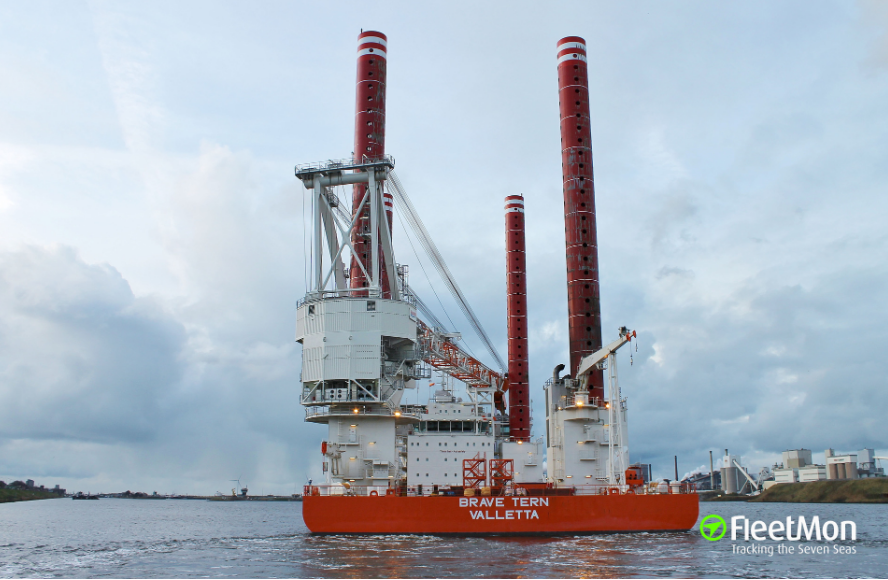 BRAVE TERN
VALLETTA
FleetMon
Tracking the Seven Seas